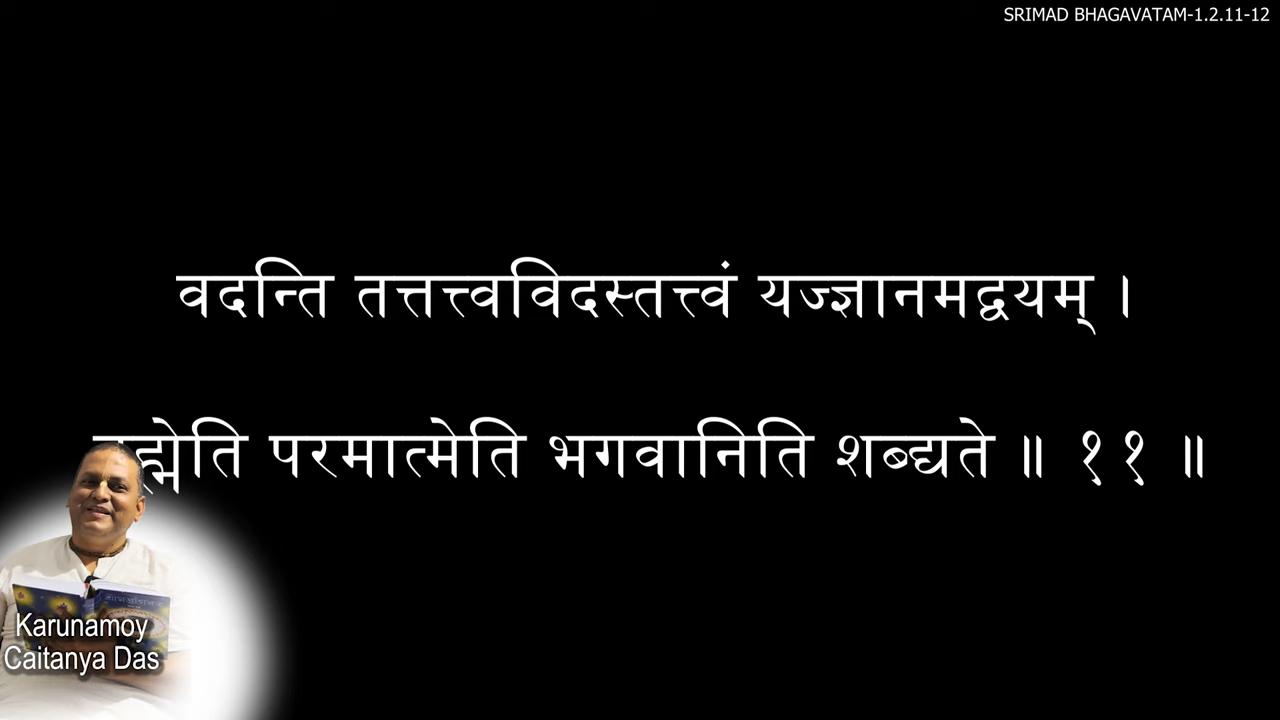 SRIMAD BHAGAVATAM-1.2.11-12
वदन्ति तत्तत्त्वविदस्तत्त्वं यज्ज्ञानमद्वयम् ।
परमात्मेति भगवानिति शब्द्यते ॥ ११ ॥
Karunamoy
Caitanya Das